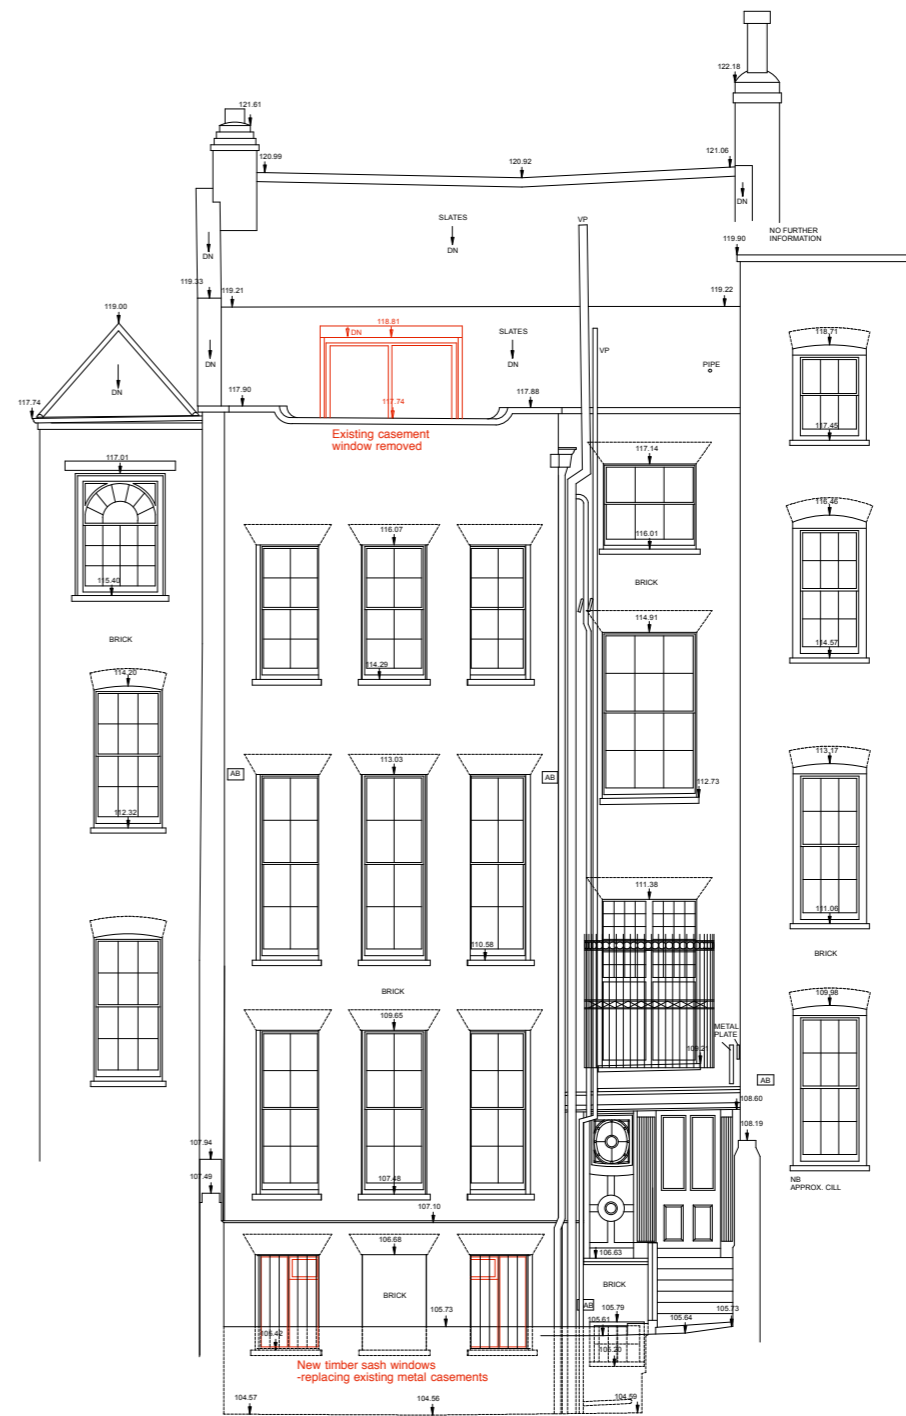 122.18
121.61
121.06
120.99
120.92
DN
SLATES
DN
VP
NO FURTHER
INFORMATION
119.90
DN
119.33
119.21
119.22
119.00
118.81
DN
SLATES
DN
VP
118.71
DN
PIPE
DN
117.74
117.90
117.74
117.88
117.45
Existing casement
window removed
117.14
117.01
116.46
116.07
116.01
115.40
BRICK
114.91
BRICK
114.57
114.29
114.20
113.17
113.03
AB
AB
112.73
112.32
111.38
111.06
110.58
BRICK
BRICK
109.98
109.65
METAL
PLATE
109.21
AB
108.60
108.19
107.94
107.49
107.48
NB
APPROX. CILL
107.10
106.68
106.63
BRICK
BRICK
105.73
AB
105.79
105.61
105.64
105.73
New timber sash windows
-replacing existing metal casements
104.57
104.56
104.59